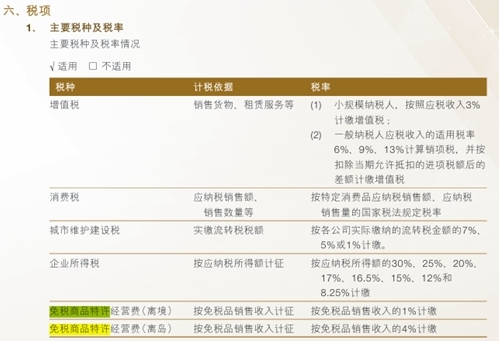 六、税项
1. 主要税种及税率
主要税种及税率情况
√适用 □ 不适用
税种 计税依据 税率
增值税 销售货物、租赁服务等 (1) 小规模纳税人，按照应税收入3%
计缴增值税；
(2) 一般纳税人应税收入的适用税率
6%、9%、13%计算销项税，并按
扣除当期允许抵扣的进项税额后的
差额计缴增值税
消费税 应纳税销售额、 按特定消费品应纳税销售额、应纳税
销售数量等 销售量的国家税法规定税率
城市维护建设税 实缴流转税税额 按各公司实际缴纳的流转税金额的7%、
5%或1%计缴。
企业所得税 按应纳税所得额计征 按应纳税所得额的30%、25%、20%、
17%、16.5%、15%、12%和
8.25%计缴
免税商品特许经营费（离境） 按免税品销售收入计征 按免税品销售收入的1%计缴
免税商品特许经营费（离岛） 按免税品销售收入计征 按免税品销售收入的4%计缴